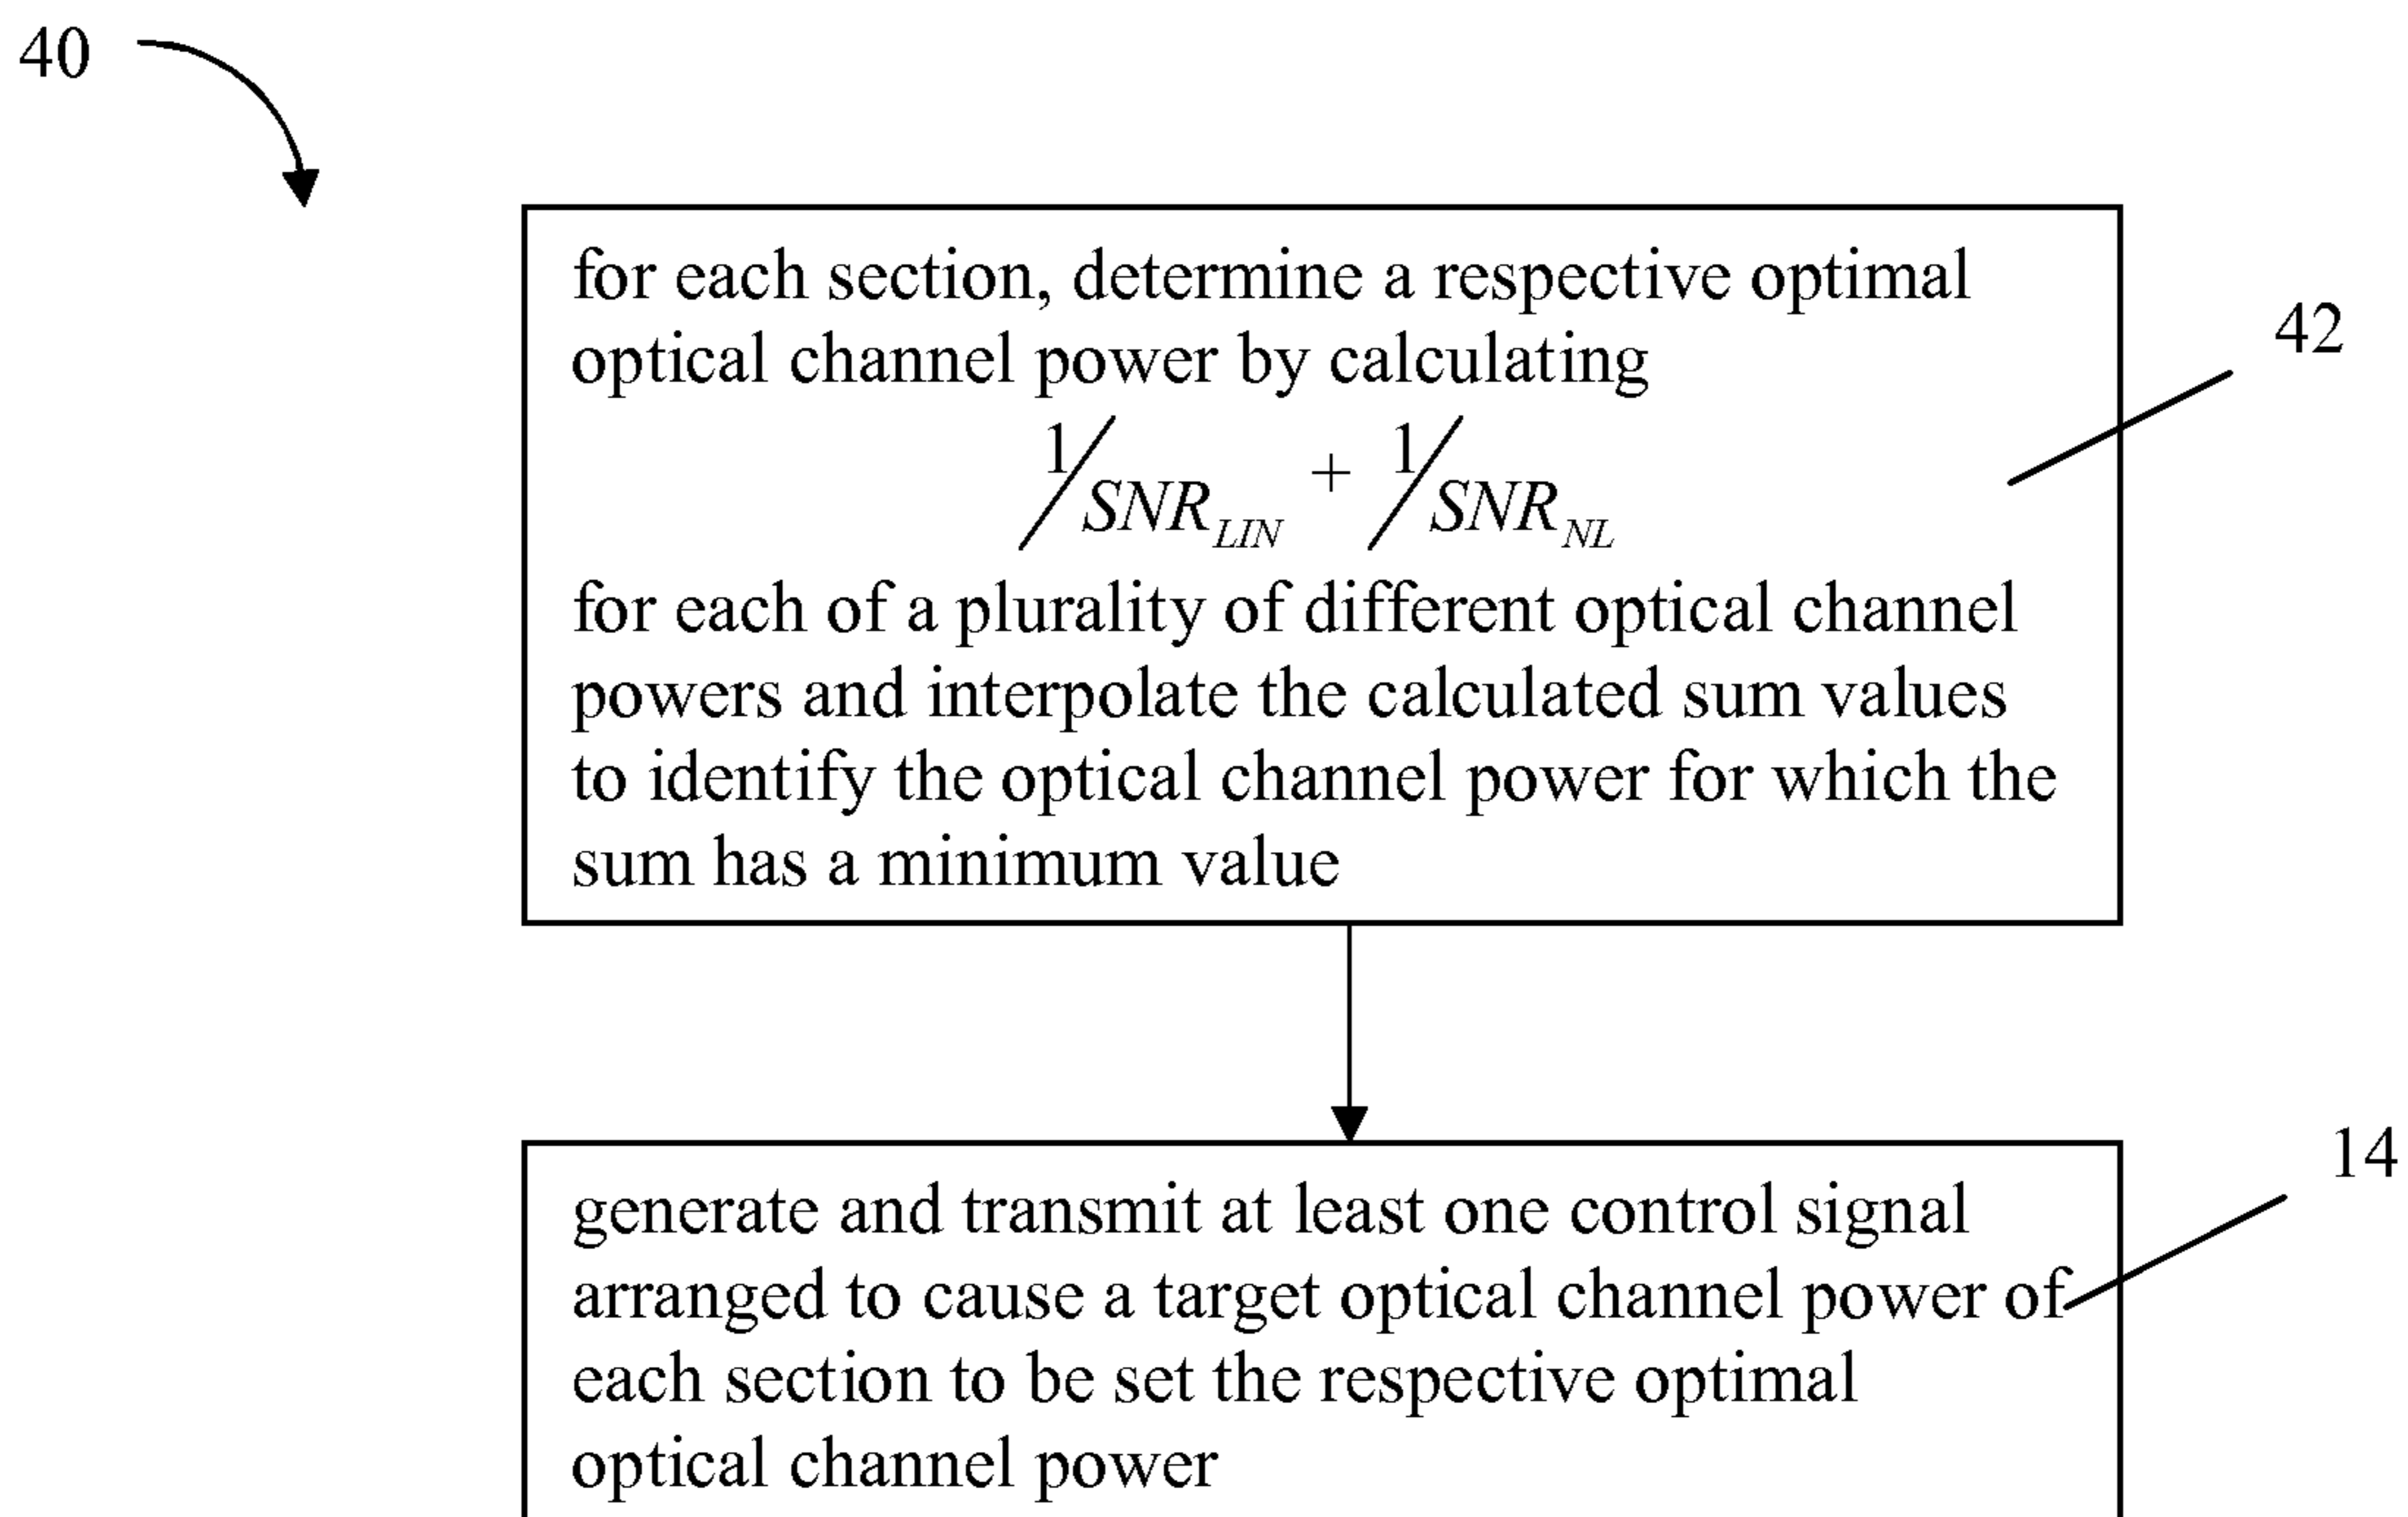 40
for each section, determine a respective optimal
optical channel power by calculating
42
1/SNR_LIN + 1/SNR_NL
for each of a plurality of different optical channel
powers and interpolate the calculated sum values
to identify the optical channel power for which the
sum has a minimum value
14
generate and transmit at least one control signal
arranged to cause a target optical channel power of
each section to be set the respective optimal
optical channel power